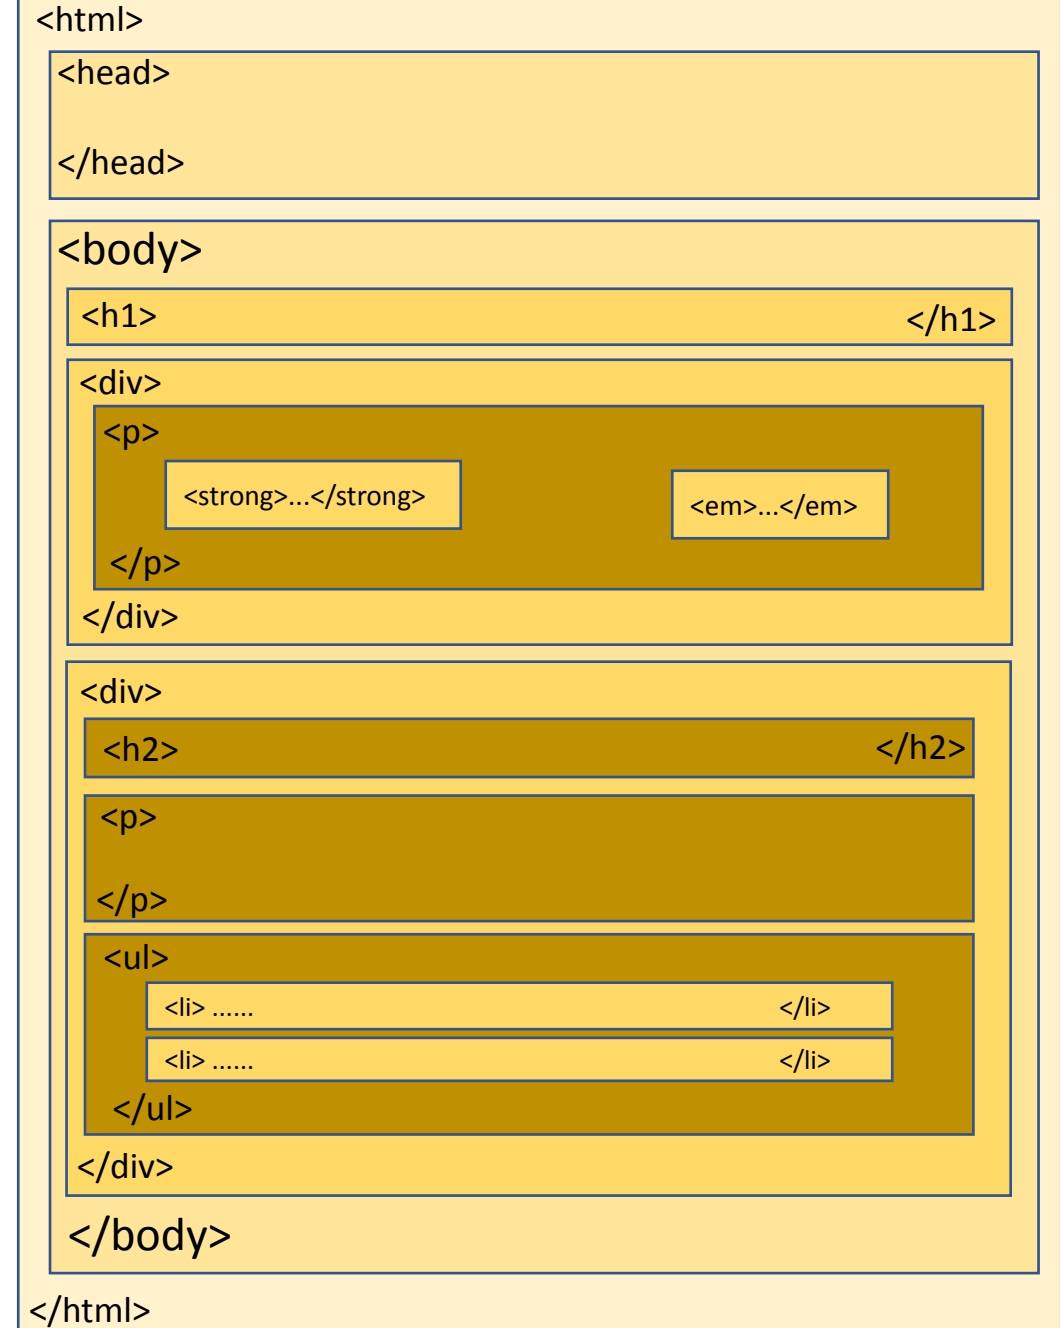 <html>
<head>
</head>
<body>
<h1> </h1>
<div>
<p>
<strong>...</strong> <em>...</em>
</p>
</div>
<div>
<h2> </h2>
<p>
</p>
<ul>
<li> ...... </li>
<li> ...... </li>
</ul>
</div>
</body>
</html>